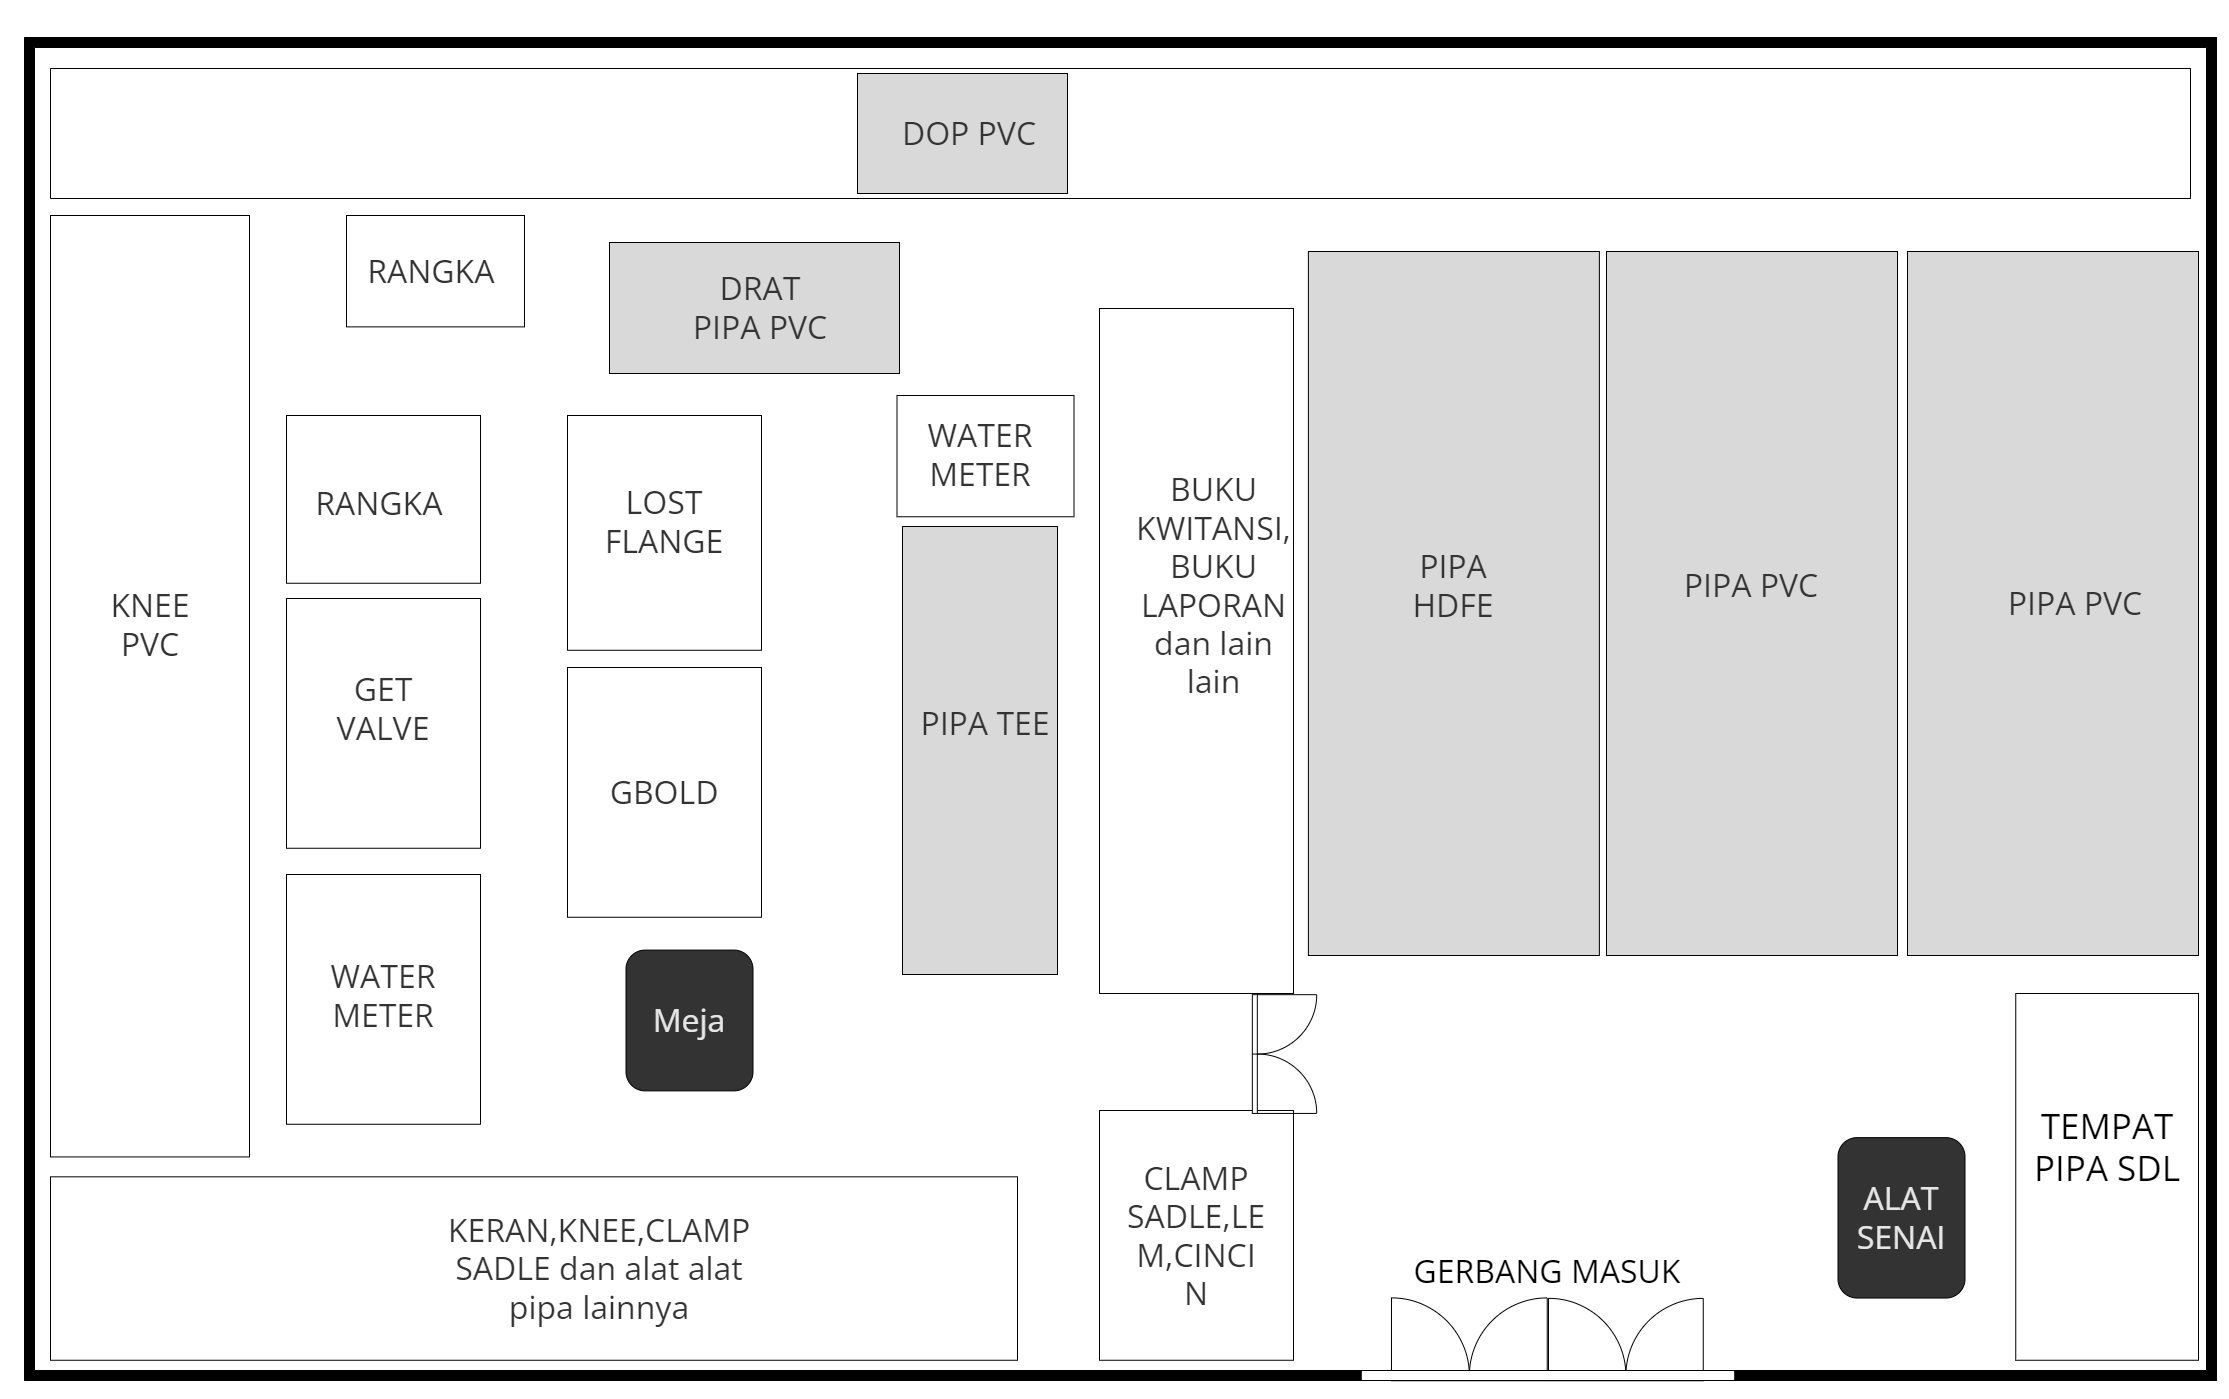 DOP PVC
RANGKA
DRAT
PIPA PVC
WATER
METER
RANGKA
LOST
FLANGE
BUKU
KWITANSI,
BUKU
LAPORAN
dan lain
lain
PIPA
HDFE
PIPA PVC
PIPA PVC
KNEE
PVC
GET
VALVE
PIPA TEE
GBOLD
WATER
METER
Meja
TEMPAT
PIPA SDL
ALAT
SENAI
CLAMP
SADLE,LE
M,CINCI
N
KERAN,KNEE,CLAMP
SADLE dan alat alat
pipa lainnya
GERBANG MASUK